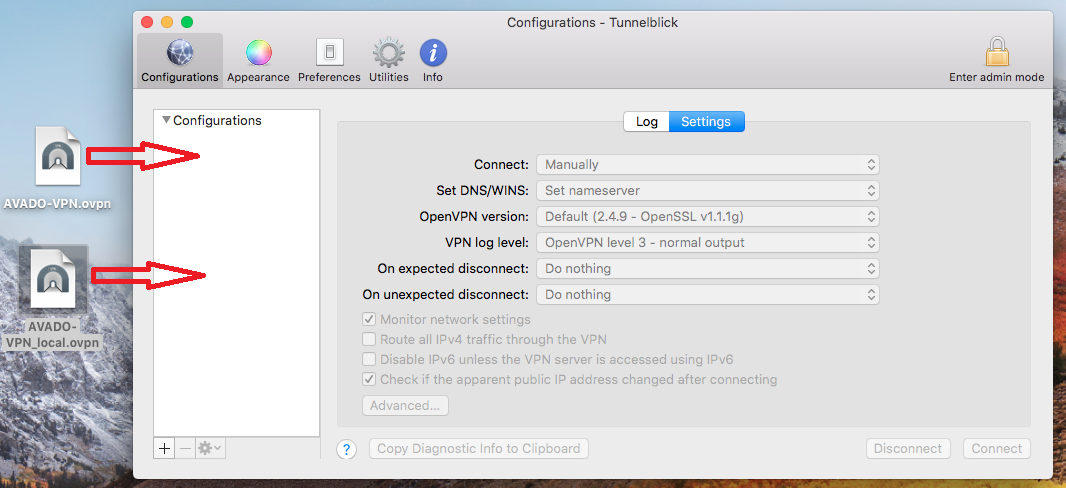 Configurations - Tunnelblick
Configurations
Appearance
Preferences
Utilities
Info
Enter admin mode
AVADO-VPN.ovpn
AVADO-
VPN_local.ovpn
Configurations
Log
Settings
Connect: Manually
Set DNS/WINS: Set nameserver
OpenVPN version: Default (2.4.9 - OpenSSL v1.1.1g)
VPN log level: OpenVPN level 3 - normal output
On expected disconnect: Do nothing
On unexpected disconnect: Do nothing
Monitor network settings
Route all IPv4 traffic through the VPN
Disable IPv6 unless the VPN server is accessed using IPv6
Check if the apparent public IP address changed after connecting
Advanced...
? Copy Diagnostic Info to Clipboard
Disconnect
Connect